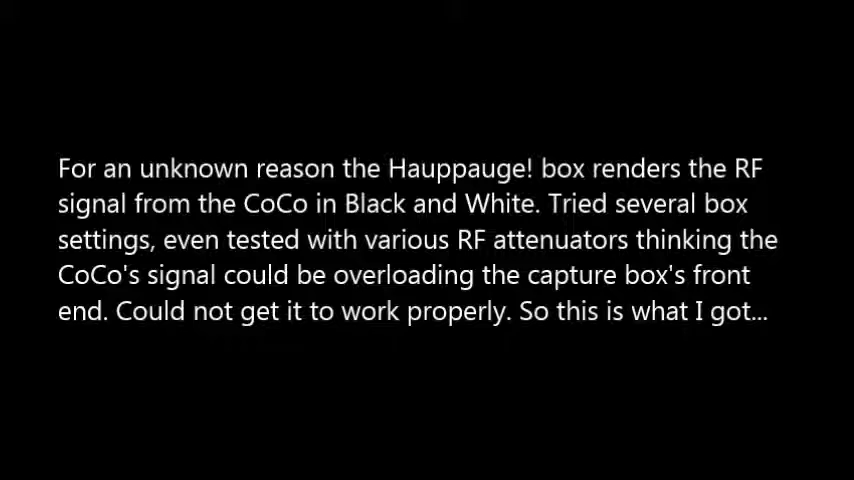 For an unknown reason the Hauppauge! box renders the RF
signal from the CoCo in Black and White. Tried several box
settings, even tested with various RF attenuators thinking the
CoCo's signal could be overloading the capture box's front
end. Could not get it to work properly. So this is what I got...